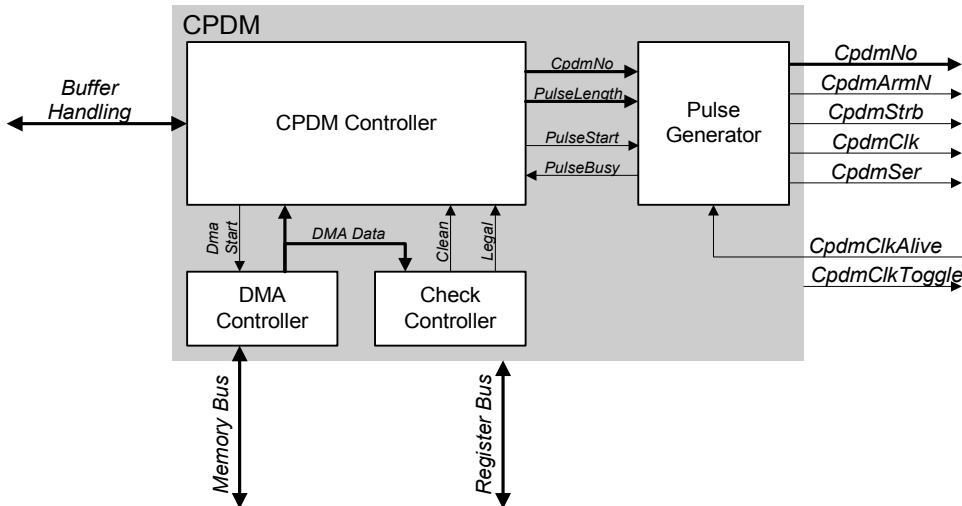 CPDM
Buffer
Handling
CPDM Controller
CpdmNo
PulseLength
PulseStart
PulseBusy
Pulse
Generator
CpdmNo
CpdmArmN
CpdmStrb
CpdmClk
CpdmSer
CpdmClkAlive
CpdmClkToggle
Dma
Start
DMA Data
Clean
Legal
DMA
Controller
Check
Controller
Memory Bus
Register Bus